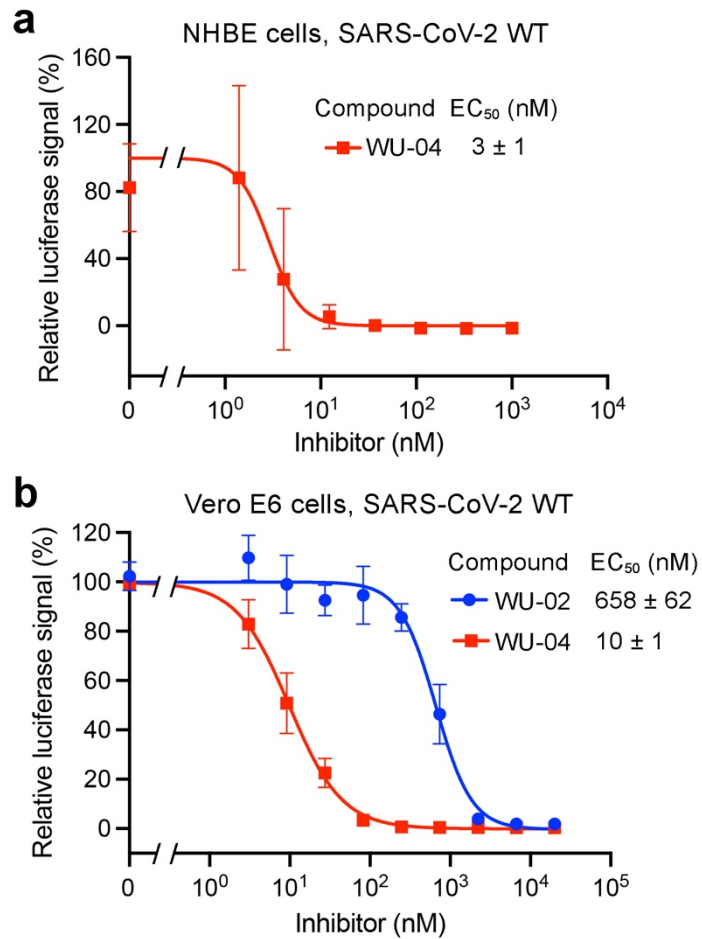 a
NHBE cells, SARS-CoV-2 WT
Relative luciferase signal (%)
160
120
80
40
0
Compound EC₅₀ (nM)
WU-04 3 ± 1
0 10⁰ 10¹ 10² 10³ 10⁴
Inhibitor (nM)
b
Vero E6 cells, SARS-CoV-2 WT
Relative luciferase signal (%)
120
100
80
60
40
20
0
Compound EC₅₀ (nM)
WU-02 658 ± 62
WU-04 10 ± 1
0 10⁰ 10¹ 10² 10³ 10⁴ 10⁵
Inhibitor (nM)